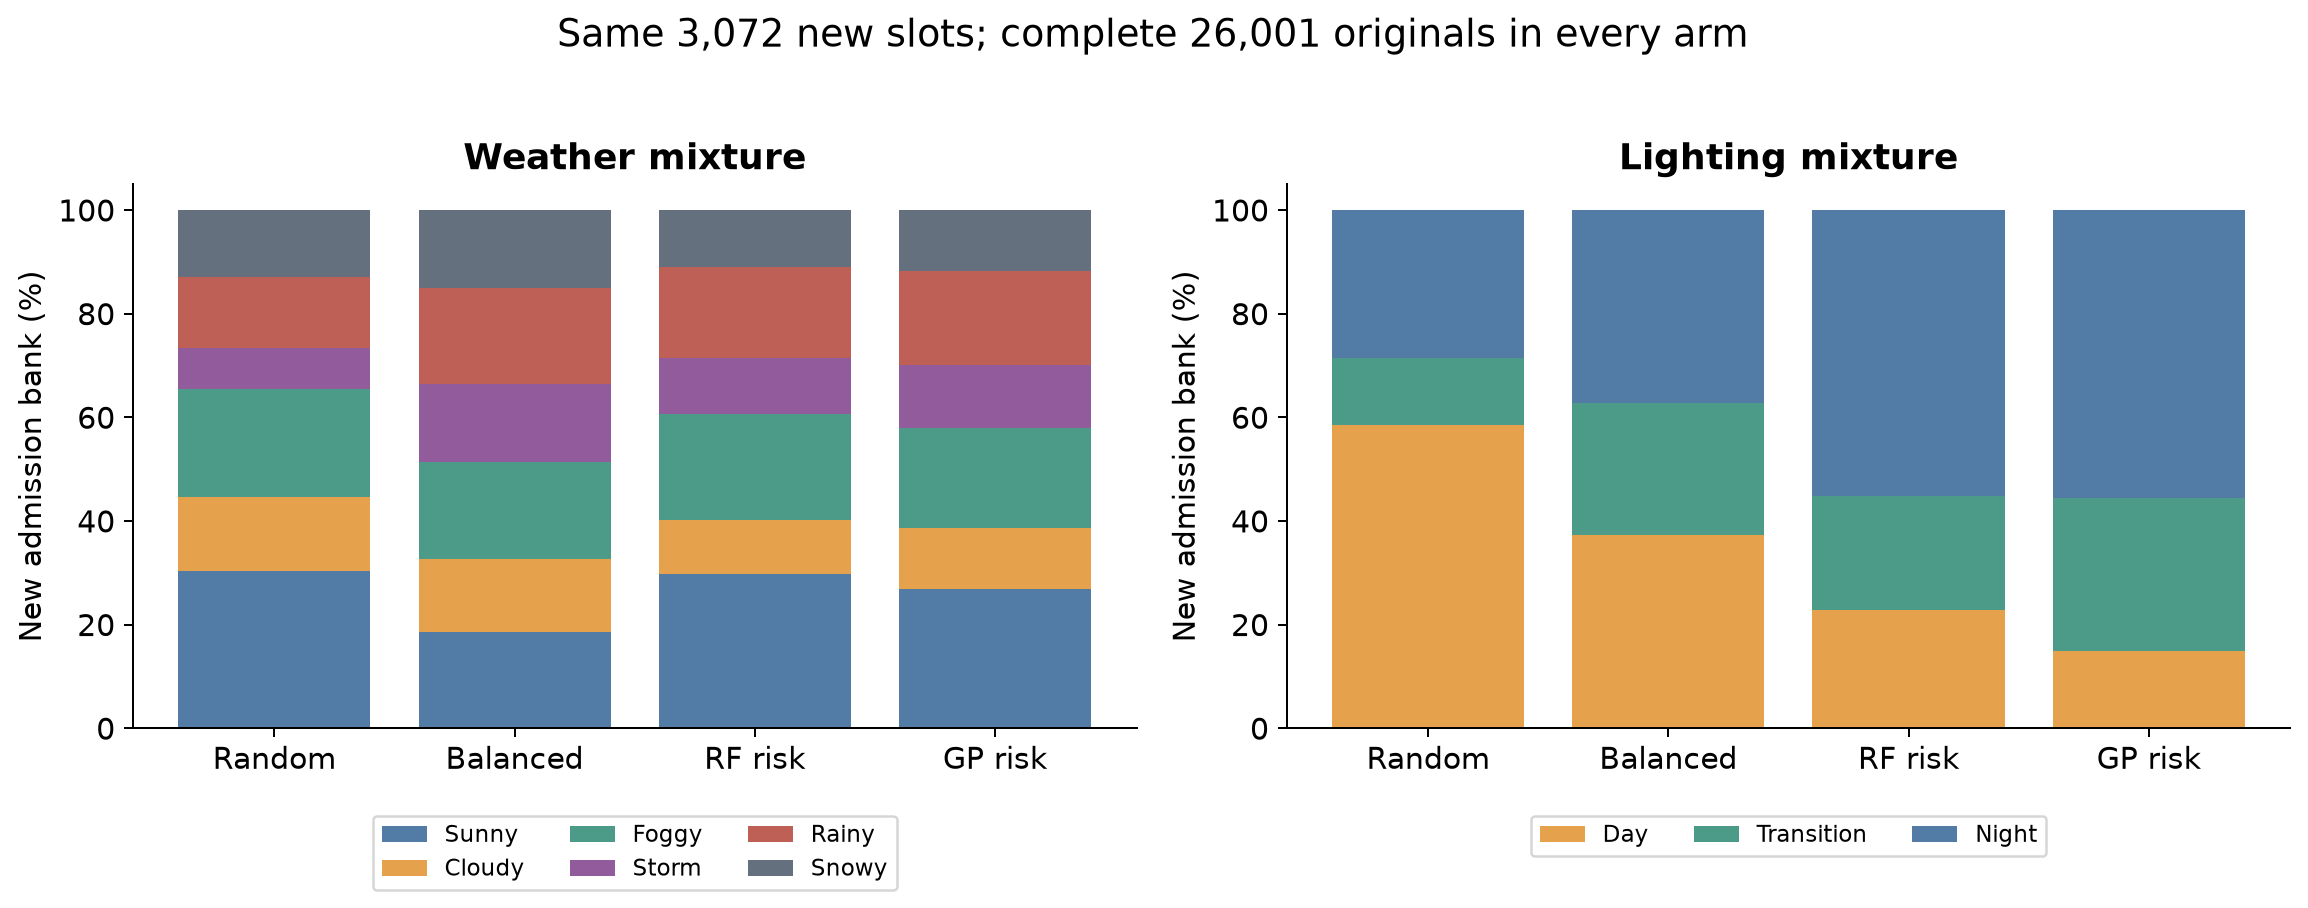 Same 3,072 new slots; complete 26,001 originals in every arm
Weather mixture
New admission bank (%)
100
80
60
40
20
0
Random Balanced RF risk GP risk
Sunny Foggy Rainy
Cloudy Storm Snowy
Lighting mixture
New admission bank (%)
100
80
60
40
20
0
Random Balanced RF risk GP risk
Day Transition Night